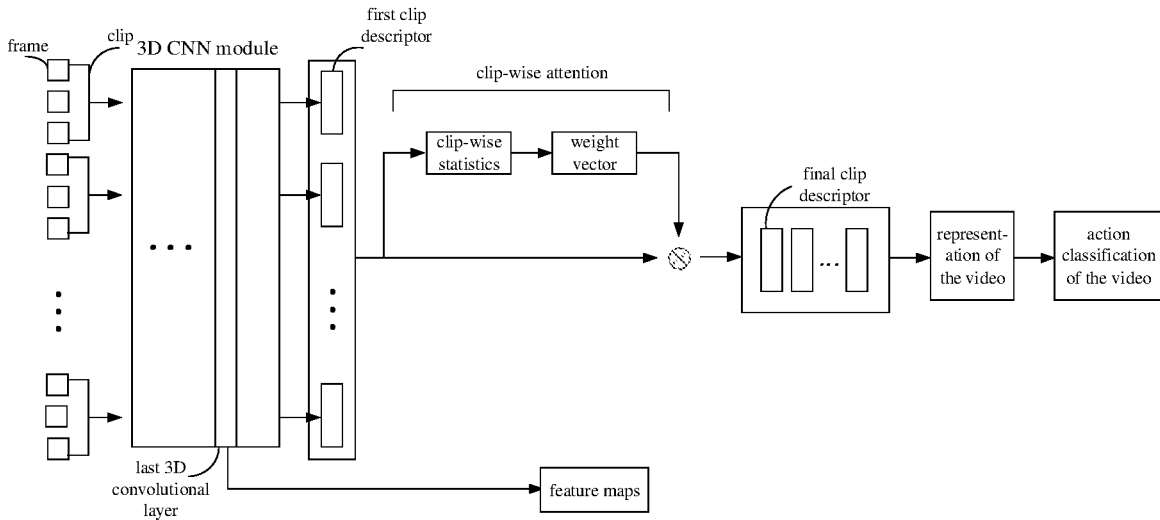 frame
clip
3D CNN module
first clip
descriptor
clip-wise attention
clip-wise
statistics
weight
vector
final clip
descriptor
...
represent-
ation of
the video
action
classification
of the video
last 3D
convolutional
layer
feature maps